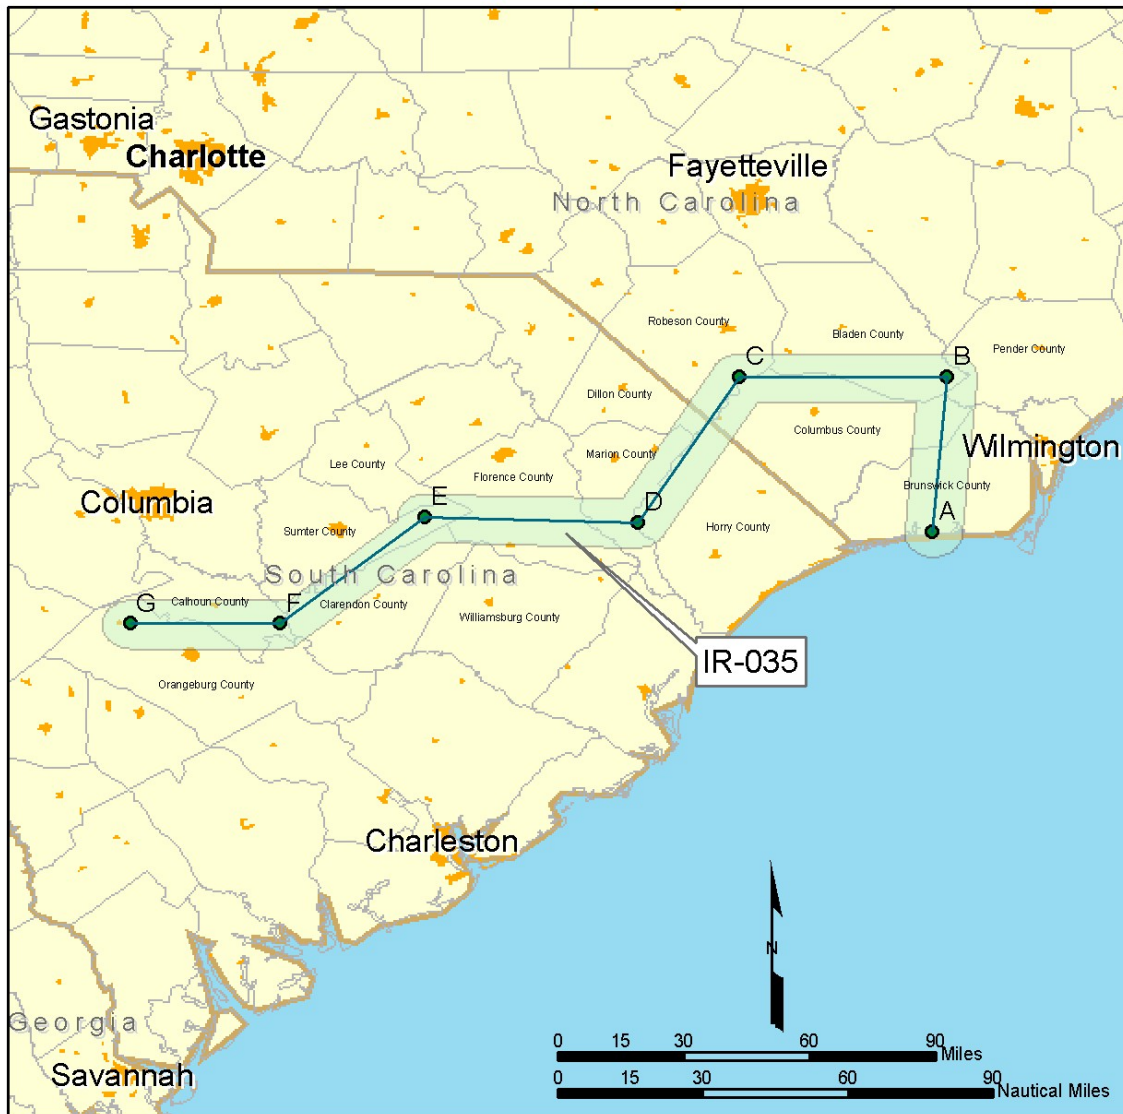 Gastonia
Charlotte
Fayetteville
North Carolina
Robeson County
Bladen County
Pender County
C
B
Dillon County
Columbus County
Wilmington
Marion County
Lee County
Florence County
Brunswick County
Columbia
E
D
A
Sumter County
Horry County
South Carolina
Calhoun County
Clarendon County
G
F
Williamsburg County
IR-035
Orangeburg County
Charleston
N
Georgia
Savannah
0 15 30 60 90
Miles
0 15 30 60 90
Nautical Miles